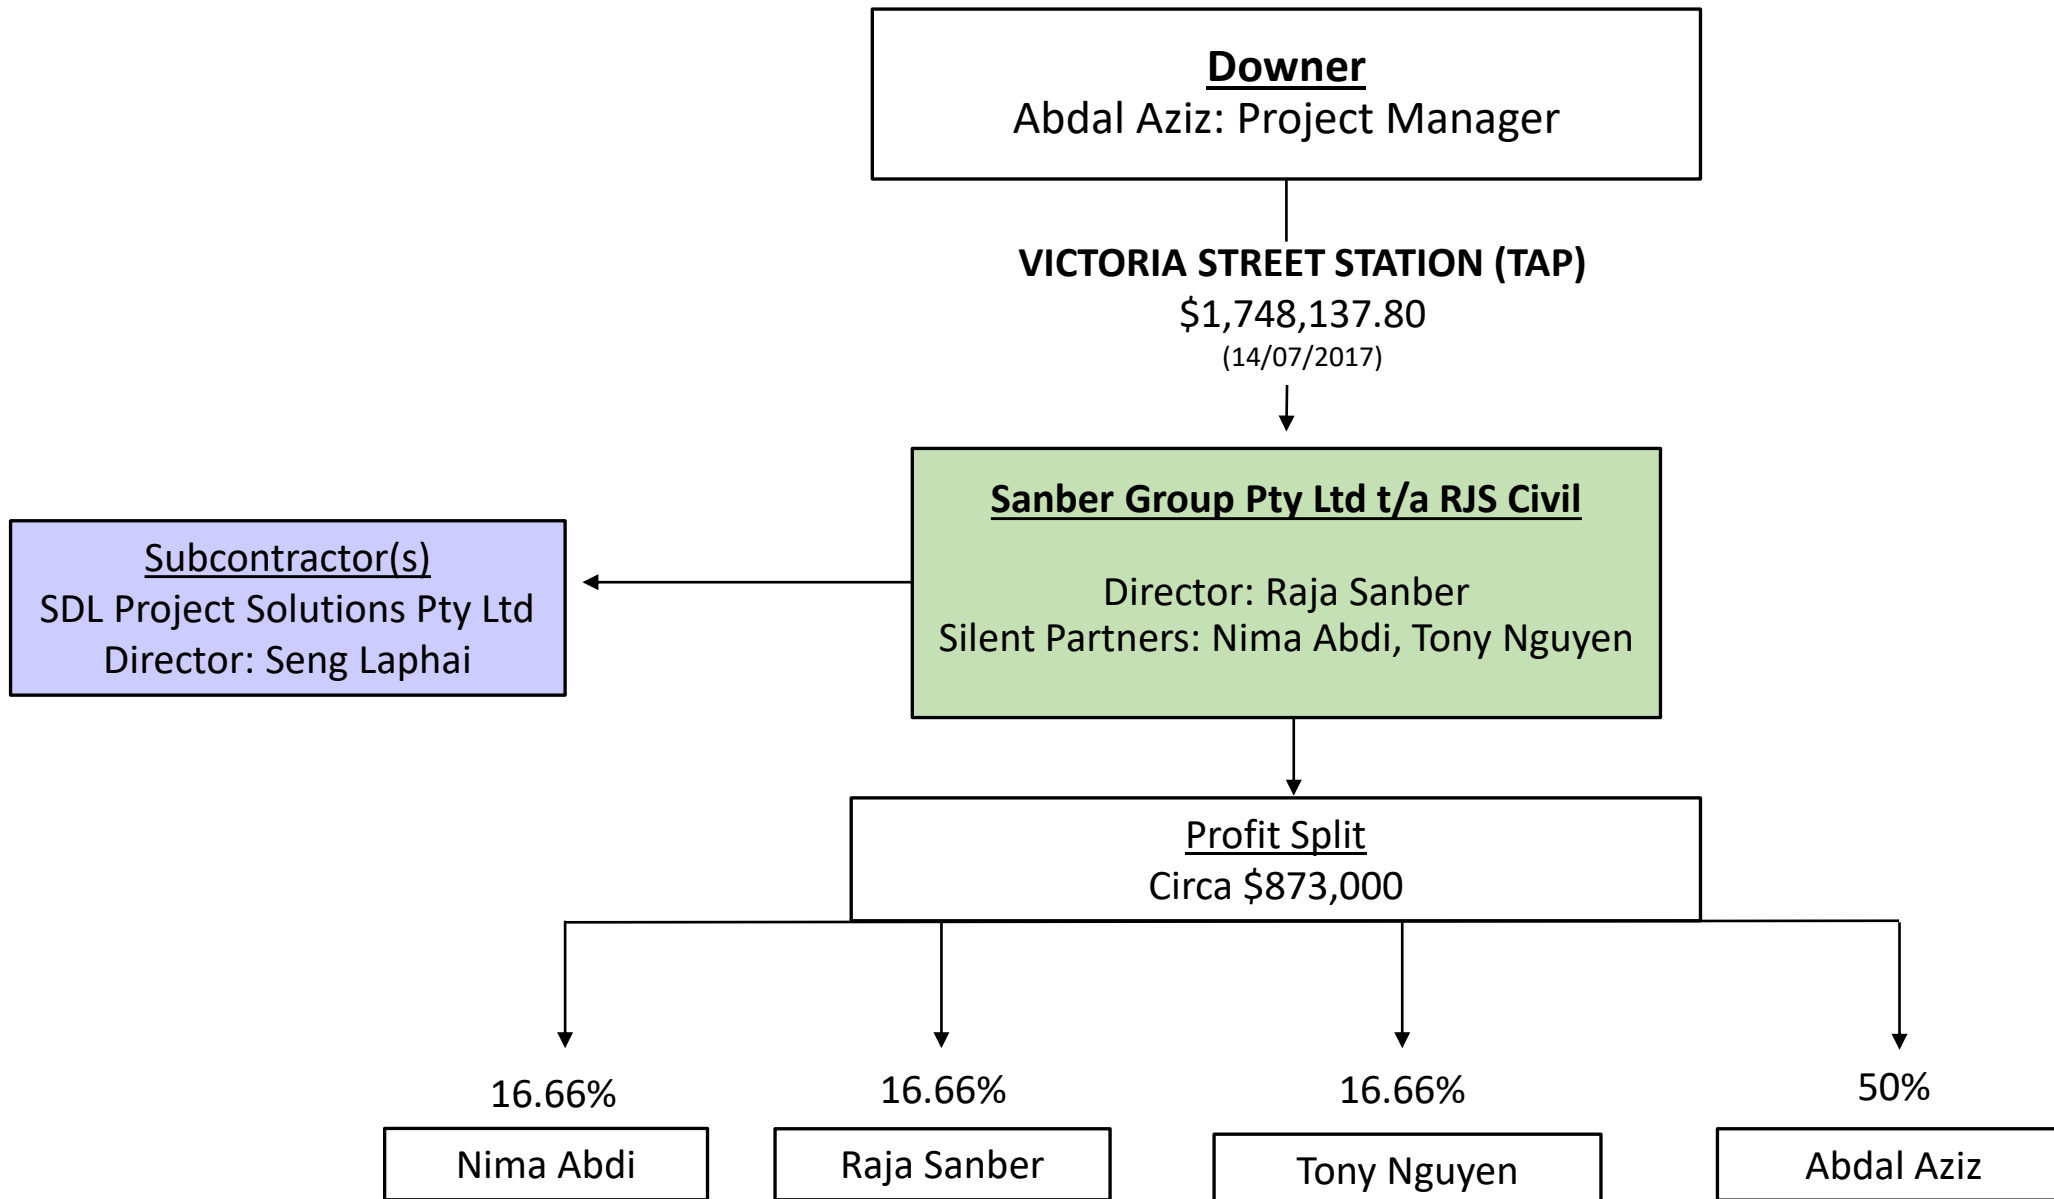 Downer
Abdal Aziz: Project Manager
VICTORIA STREET STATION (TAP)
$1,748,137.80
(14/07/2017)
Sanber Group Pty Ltd t/a RJS Civil
Director: Raja Sanber
Silent Partners: Nima Abdi, Tony Nguyen
Subcontractor(s)
SDL Project Solutions Pty Ltd
Director: Seng Laphai
Profit Split
Circa $873,000
16.66%
Nima Abdi
16.66%
Raja Sanber
16.66%
Tony Nguyen
50%
Abdal Aziz